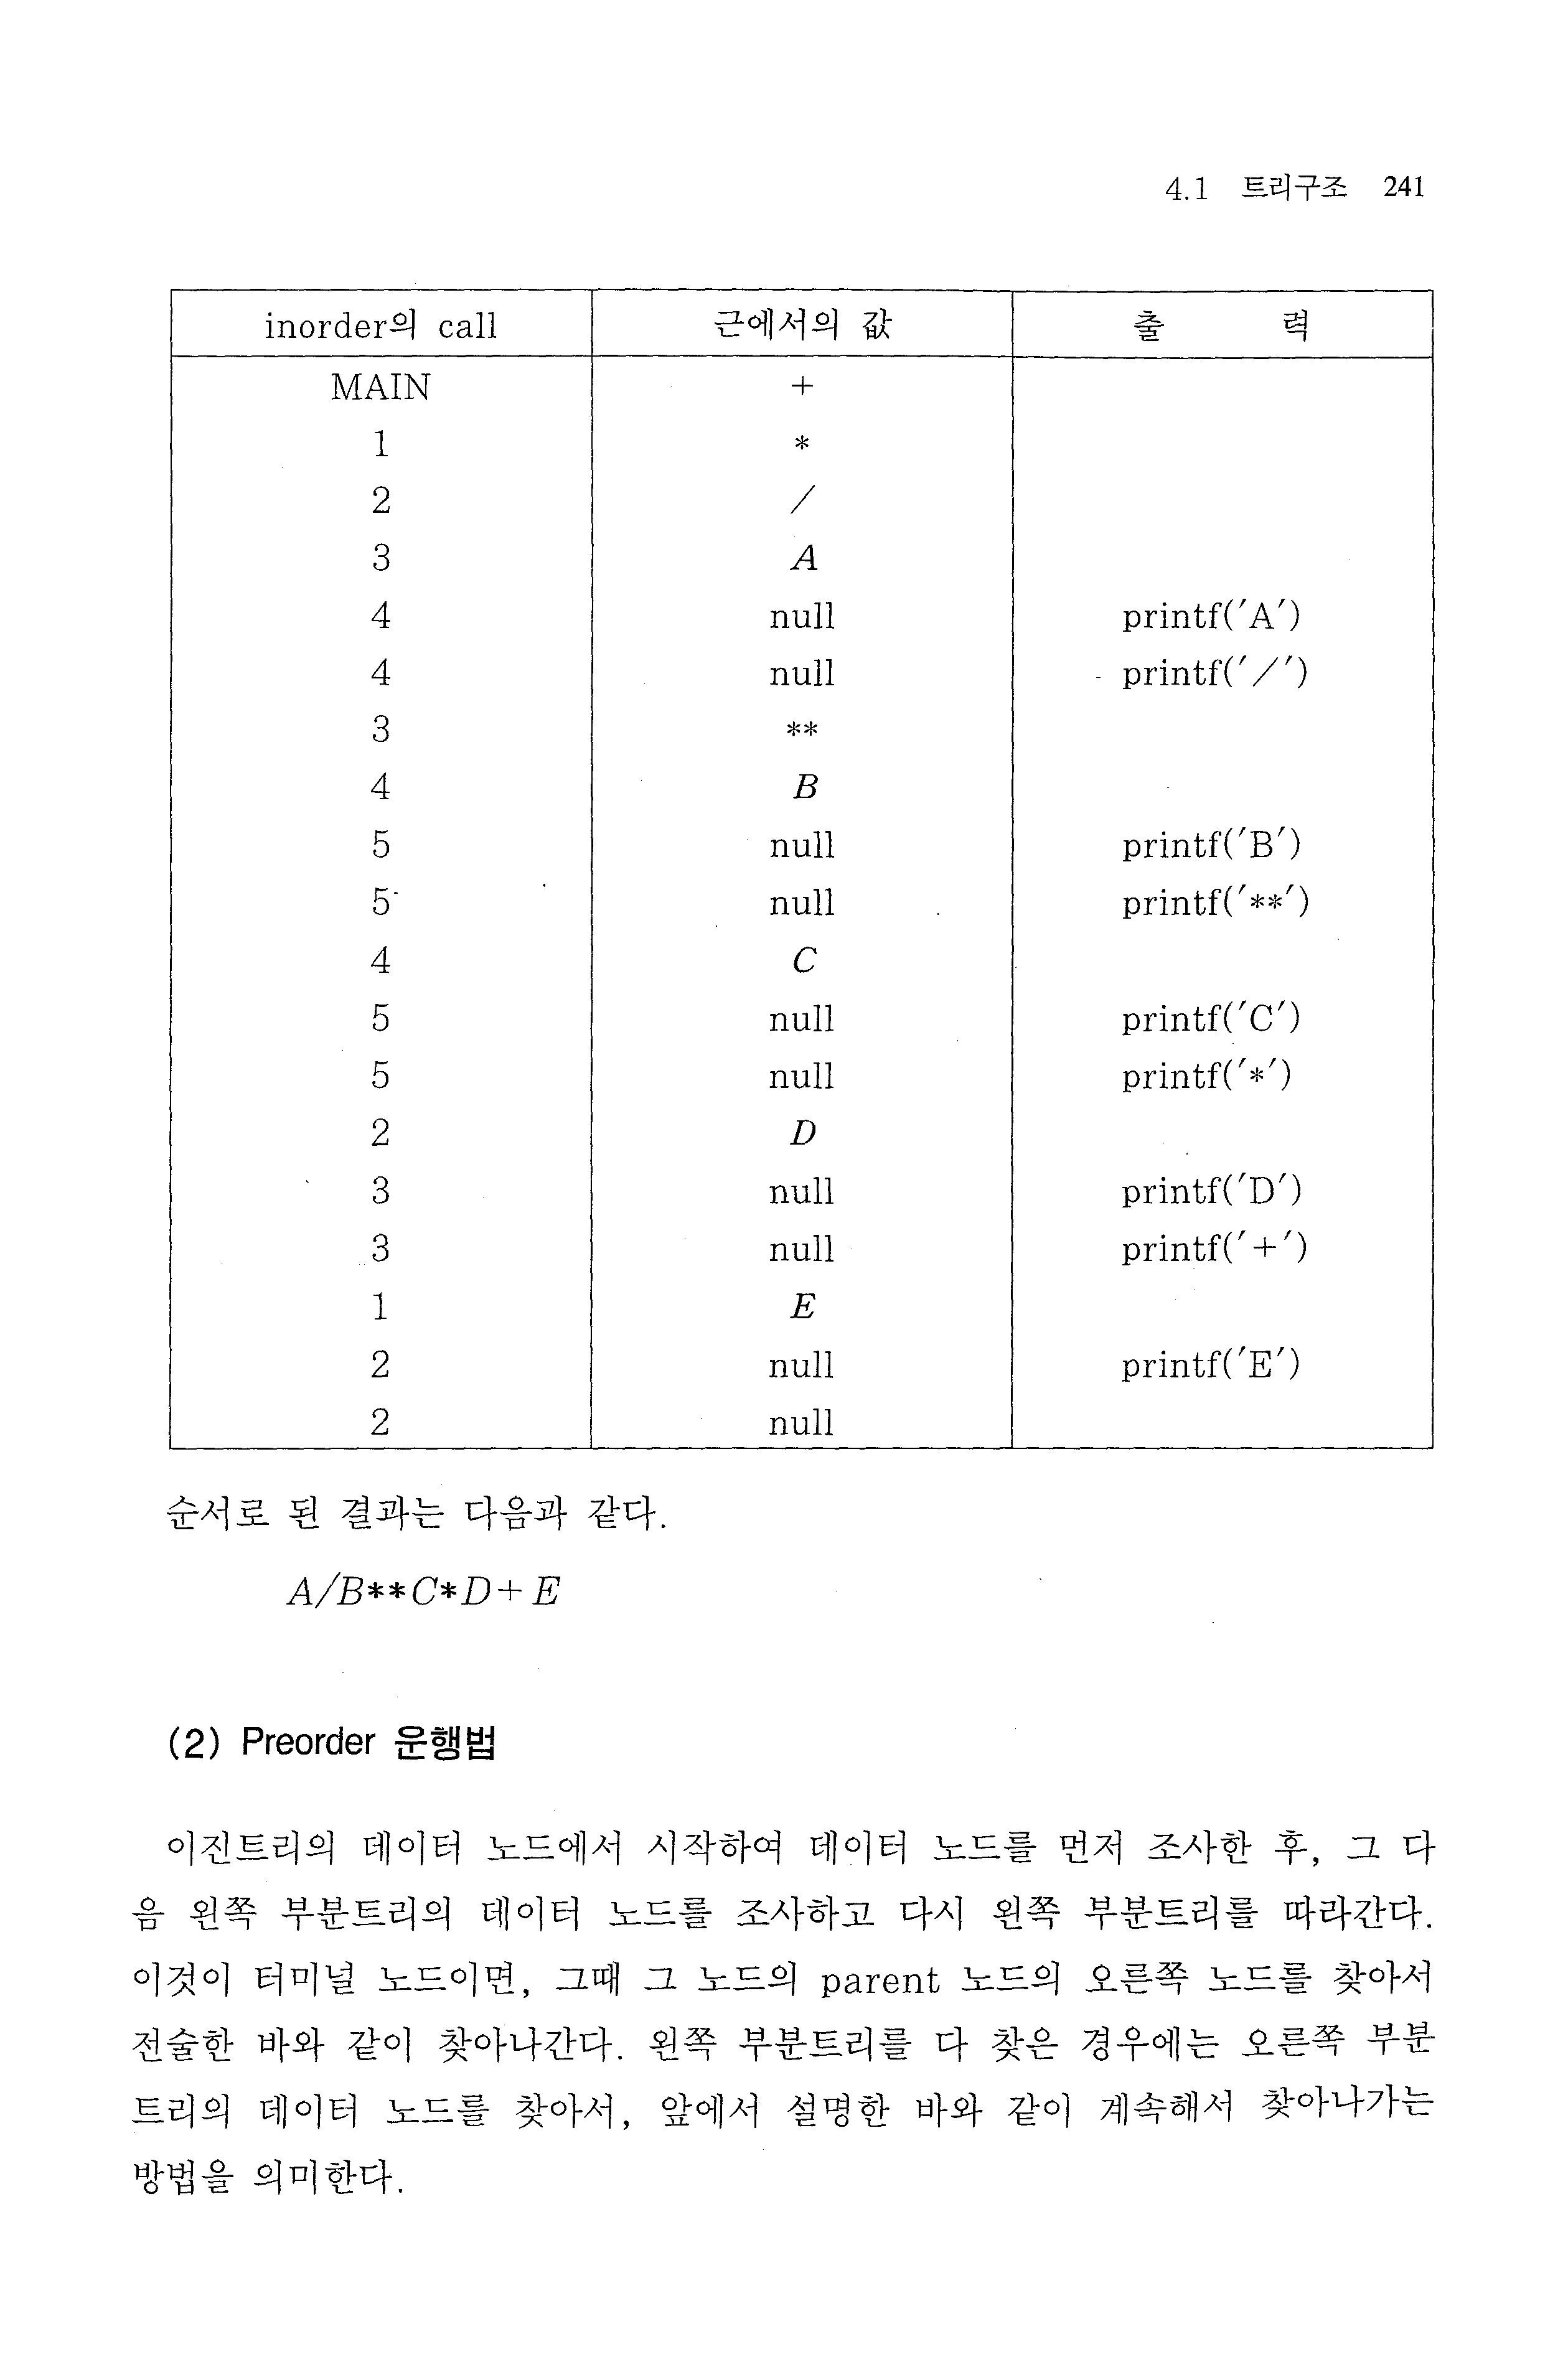 4.1 트리구조 241
inorder의 call 근에서의 값 출 력
MAIN +
1 *
2 /
3 A
4 null printf('A')
4 null printf('/')
3 **
4 B
5 null printf('B')
5 null printf('**')
4 C
5 null printf('C')
5 null printf('*')
2 D
3 null printf('D')
3 null printf('+')
1 E
2 null printf('E')
2 null
순서로 된 결과는 다음과 같다.
A/B**C*D+E
(2) Preorder 운행법
이진트리의 데이터 노드에서 시작하여 데이터 노드를 먼저 조사한 후, 그 다
음 왼쪽 부분트리의 데이터 노드를 조사하고 다시 왼쪽 부분트리를 따라간다.
이것이 터미널 노드이면, 그때 그 노드의 parent 노드의 오른쪽 노드를 찾아서
전술한 바와 같이 찾아나간다. 왼쪽 부분트리를 다 찾은 경우에는 오른쪽 부분
트리의 데이터 노드를 찾아서, 앞에서 설명한 바와 같이 계속해서 찾아나가는
방법을 의미한다.